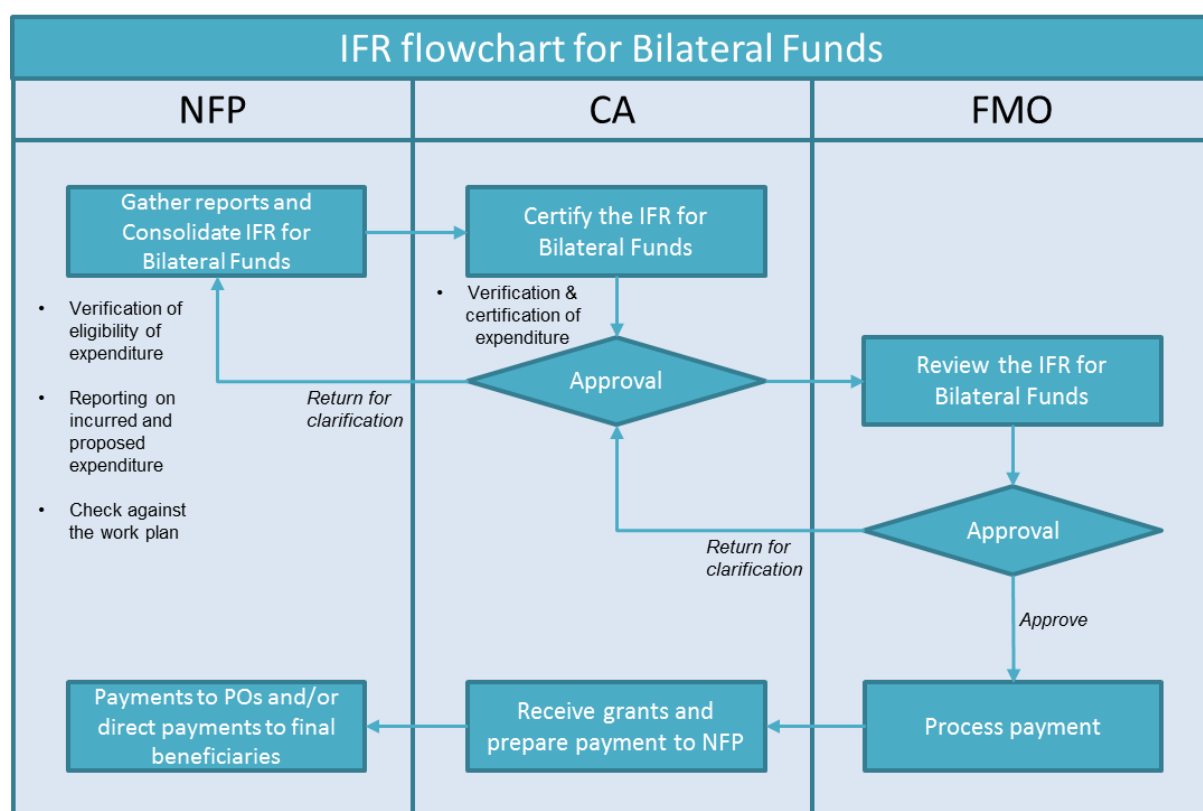 IFR flowchart for Bilateral Funds
NFP
CA
FMO
Gather reports and
Consolidate IFR for
Bilateral Funds
Certify the IFR for
Bilateral Funds
• Verification of
eligibility of
expenditure
• Reporting on
incurred and
proposed
expenditure
• Check against
the work plan
• Verification &
certification of
expenditure
Approval
Return for
clarification
Review the IFR for
Bilateral Funds
Approval
Return for
clarification
Approve
Payments to POs and/or
direct payments to final
beneficiaries
Receive grants and
prepare payment to NFP
Process payment